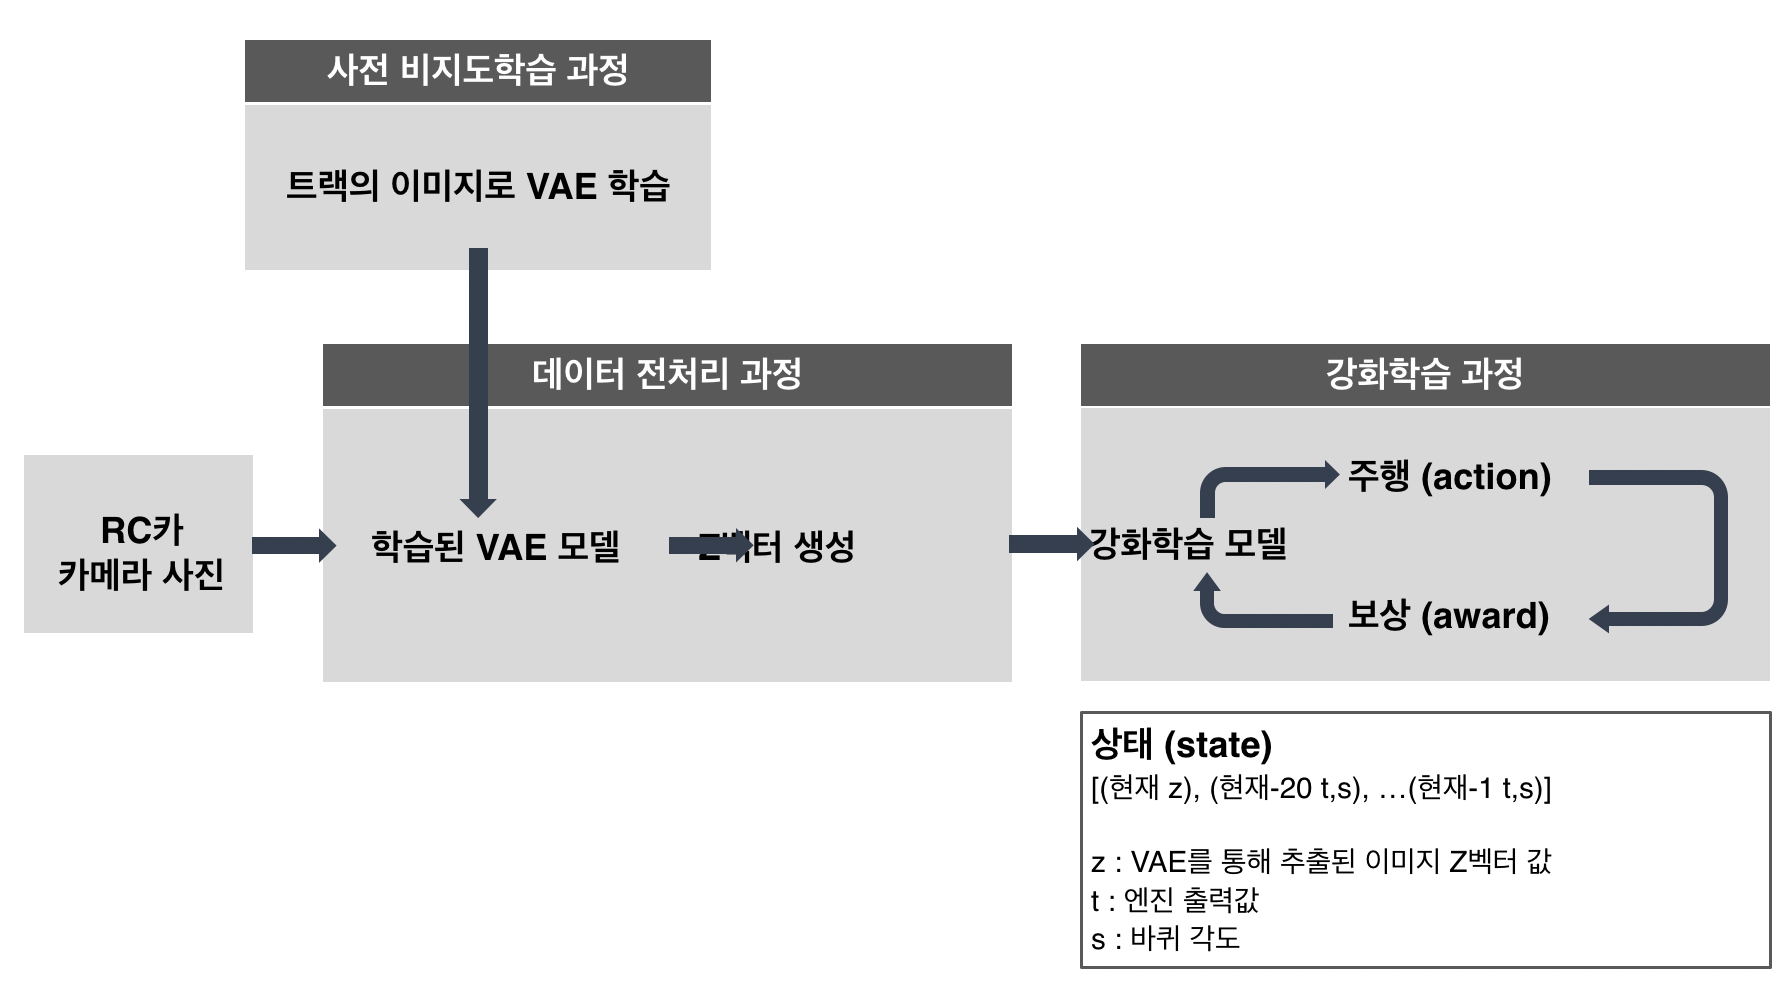 사전 비지도학습 과정
트랙의 이미지로 VAE 학습
데이터 전처리 과정
강화학습 과정
RC카
카메라 사진
학습된 VAE 모델
Z벡터 생성
강화학습 모델
주행 (action)
보상 (award)
상태 (state)
[(현재 z), (현재-20 t,s), …(현재-1 t,s)]
z : VAE를 통해 추출된 이미지 Z벡터 값
t : 엔진 출력값
s : 바퀴 각도